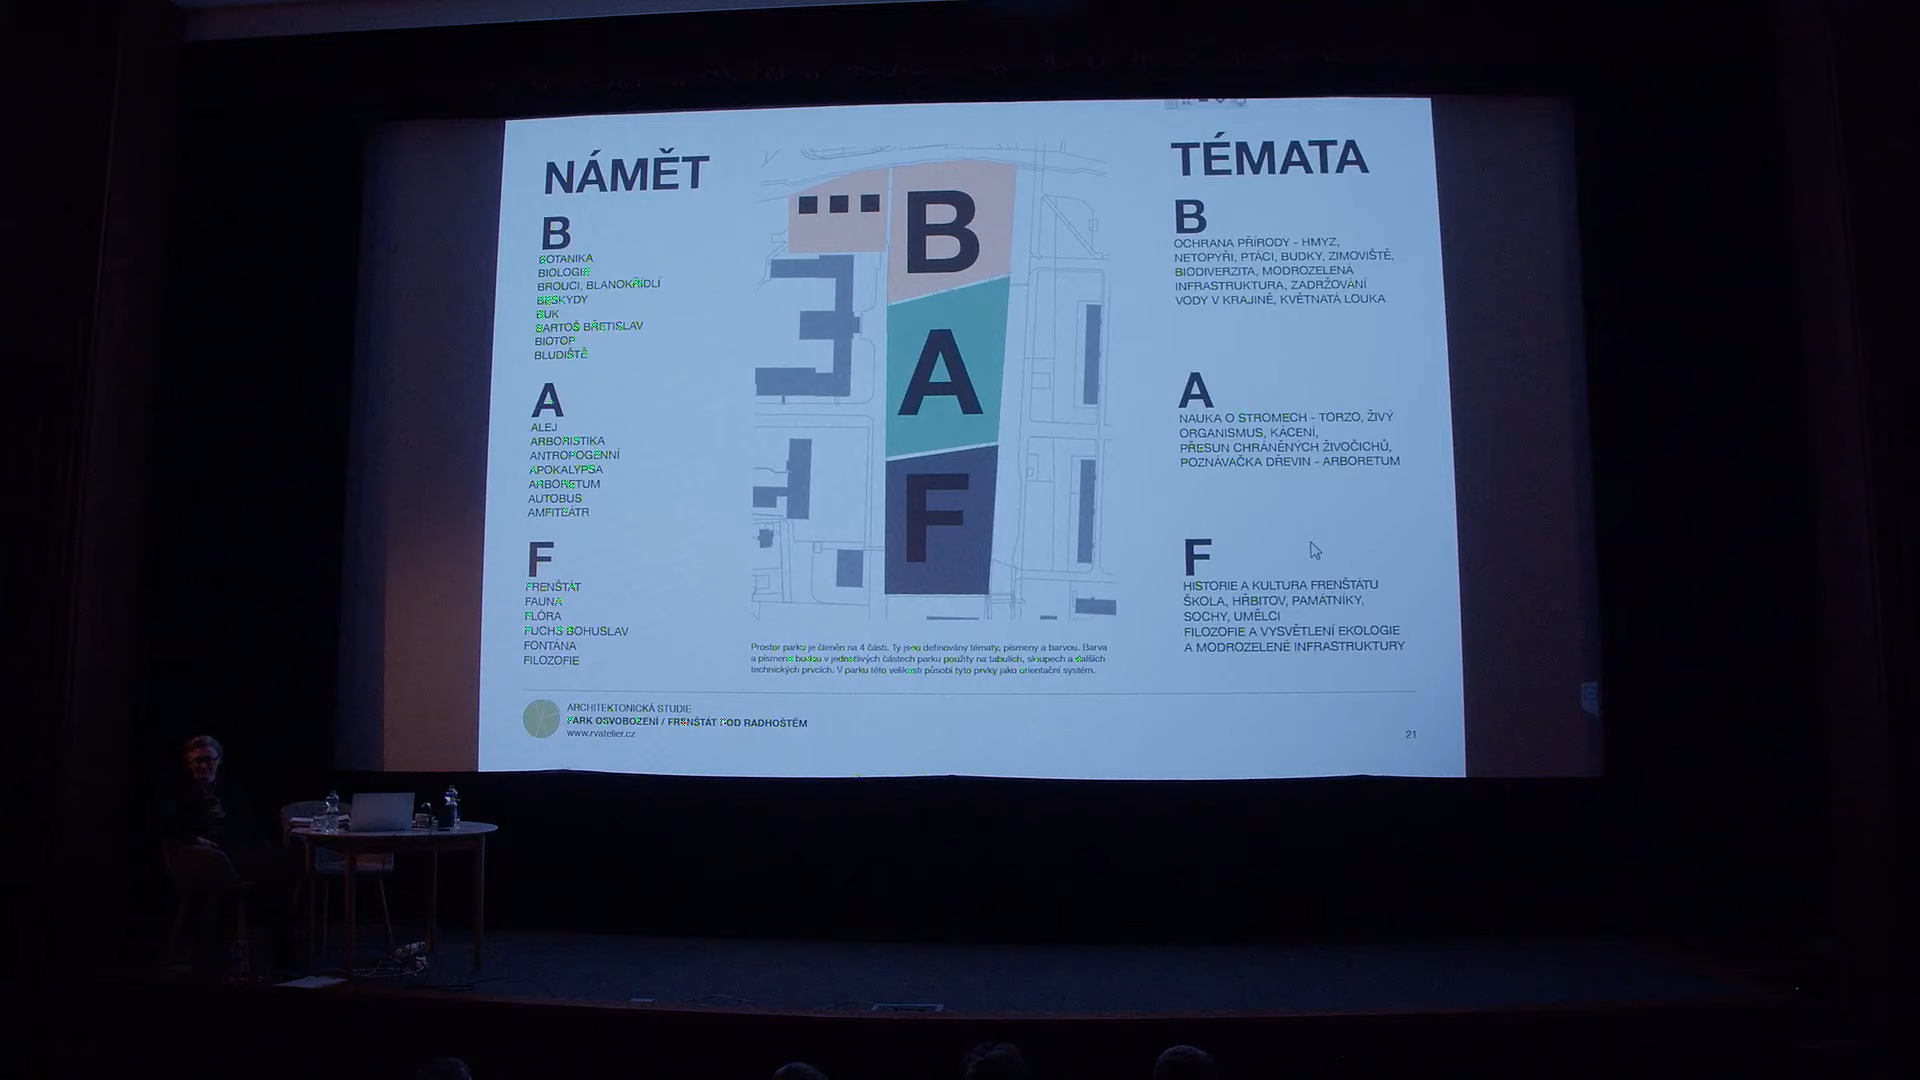 NÁMĚT
B
BOTANIKA
BIOLOGIE
BROUCI, BLANOKŘÍDLÍ
BESKYDY
BUK
BARTOŠ BŘETISLAV
BIOTOP
BLUDIŠTĚ
A
ALEJ
ARBORISTIKA
ANTROPOGENNÍ
APOKALYPSA
ARBORETUM
AUTOBUS
AMFITEÁTR
F
FRENŠTÁT
FAUNA
FLÓRA
FUCHS BOHUSLAV
FONTÁNA
FILOZOFIE
...
B
A
F
Prostor parku je členěn na 4 části. Ty jsou definovány tématy, písmeny a barvou. Barva
a písmena budou v jednotlivých částech parku použity na tabulích, sloupech a dalších
technických prvcích. V parku této velikosti působí tyto prvky jako orientační systém.
TÉMATA
B
OCHRANA PŘÍRODY - HMYZ,
NETOPÝŘI, PTÁCI, BUDKY, ZIMOVIŠTĚ,
BIODIVERZITA, MODROZELENÁ
INFRASTRUKTURA, ZADRŽOVÁNÍ
VODY V KRAJINĚ, KVĚTNATÁ LOUKA
A
NAUKA O STROMECH - TORZO, ŽIVÝ
ORGANISMUS, KÁCENÍ,
PŘESUN CHRÁNĚNÝCH ŽIVOČICHŮ,
POZNÁVAČKA DŘEVIN - ARBORETUM
F
HISTORIE A KULTURA FRENŠTÁTU
ŠKOLA, HŘBITOV, PAMÁTNÍKY,
SOCHY, UMĚLCI
FILOZOFIE A VYSVĚTLENÍ EKOLOGIE
A MODROZELENÉ INFRASTRUKTURY
ARCHITEKTONICKÁ STUDIE
PARK OSVOBOZENÍ / FRENŠTÁT POD RADHOŠTĚM
www.rvatelier.cz
21